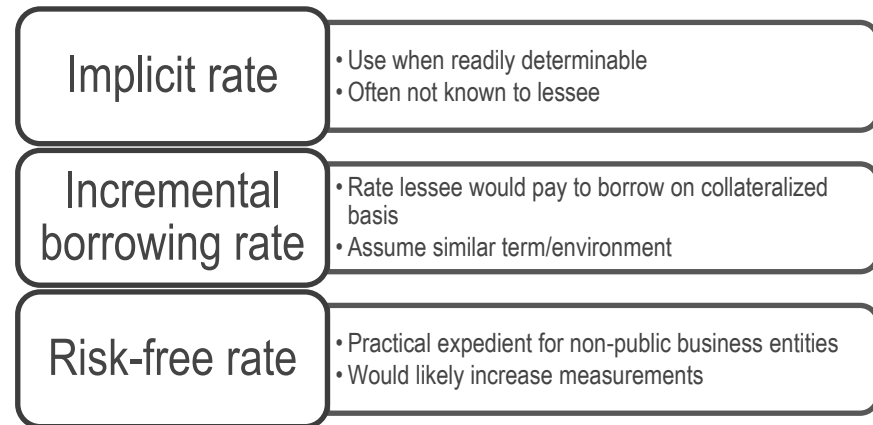 Implicit rate
• Use when readily determinable
• Often not known to lessee
Incremental
borrowing rate
• Rate lessee would pay to borrow on collateralized
basis
• Assume similar term/environment
Risk-free rate
• Practical expedient for non-public business entities
• Would likely increase measurements